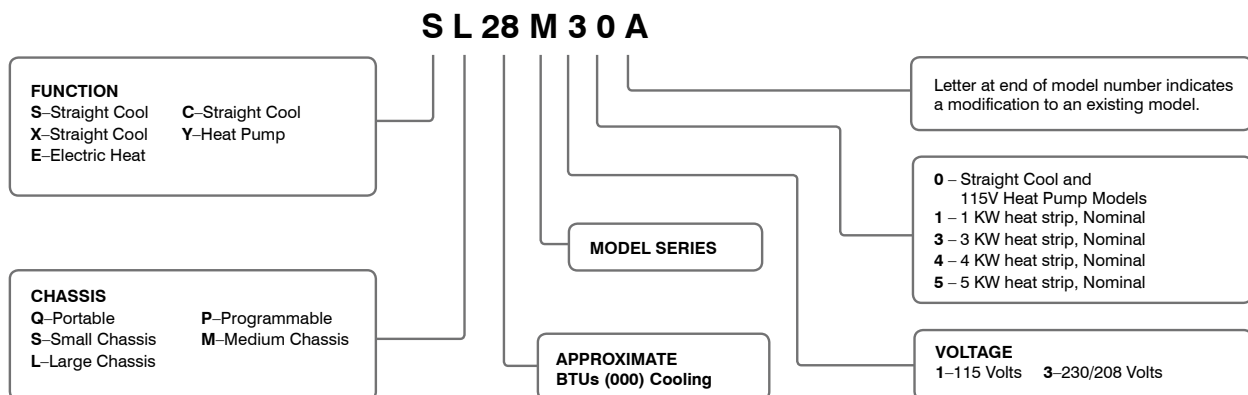 S L 28 M 3 0 A
FUNCTION
S–Straight Cool C–Straight Cool
X–Straight Cool Y–Heat Pump
E–Electric Heat
Letter at end of model number indicates
a modification to an existing model.
0 – Straight Cool and
115V Heat Pump Models
1 – 1 KW heat strip, Nominal
3 – 3 KW heat strip, Nominal
4 – 4 KW heat strip, Nominal
5 – 5 KW heat strip, Nominal
MODEL SERIES
CHASSIS
Q–Portable P–Programmable
S–Small Chassis M–Medium Chassis
L–Large Chassis
APPROXIMATE
BTUs (000) Cooling
VOLTAGE
1–115 Volts 3–230/208 Volts